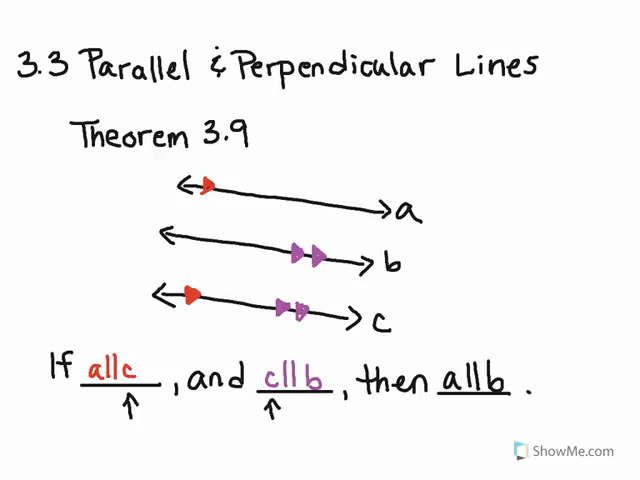 3.3 Parallel & Perpendicular Lines
Theorem 3.9
a
b
c
If a||c, and c||b, then a||b.
ShowMe.com